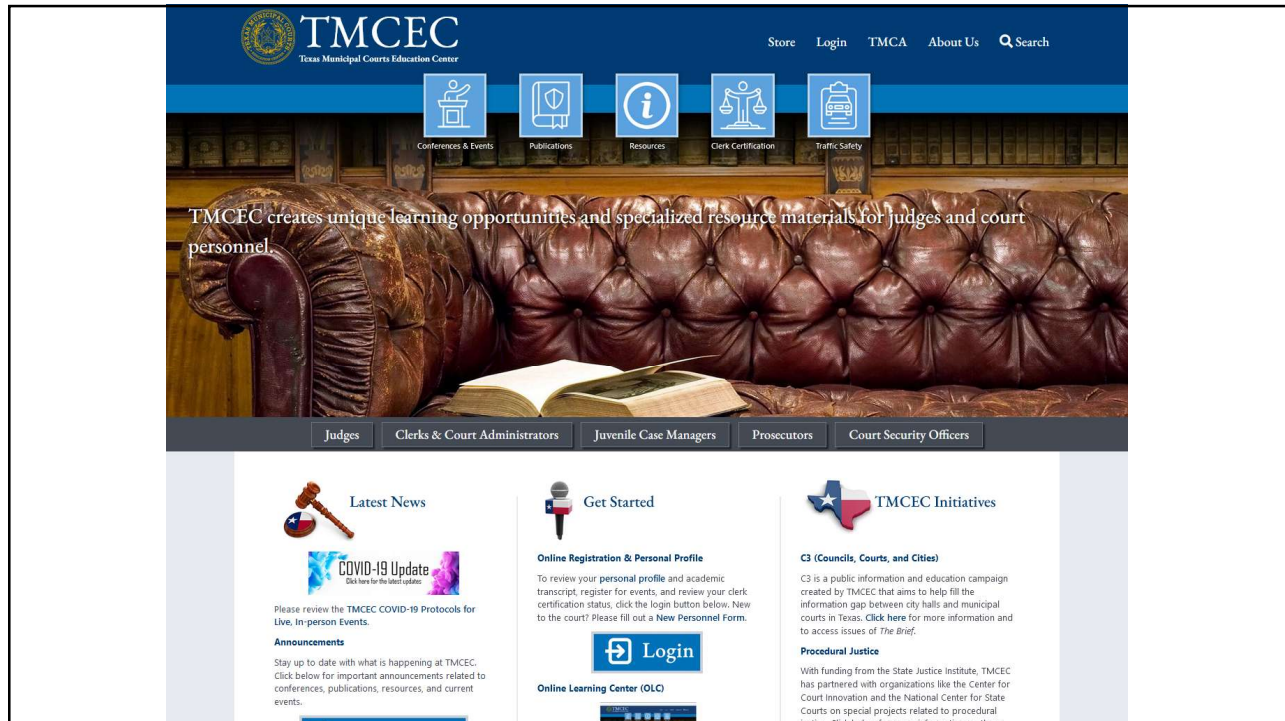 TEXAS MUNICIPAL COURTS
TMCEC
Texas Municipal Courts Education Center
Store Login TMCA About Us Search
Conferences & Events
Publications
Resources
Clerk Certification
Traffic Safety
TMCEC creates unique learning opportunities and specialized resource materials for judges and court
personnel.
Judges
Clerks & Court Administrators
Juvenile Case Managers
Prosecutors
Court Security Officers
Latest News
COVID-19 Update
Click here for the latest updates
Please review the TMCEC COVID-19 Protocols for
Live, In-person Events.
Announcements
Stay up to date with what is happening at TMCEC.
Click below for important announcements related to
conferences, publications, resources, and current
events.
Get Started
Online Registration & Personal Profile
To review your personal profile and academic
transcript, register for events, and review your clerk
certification status, click the login button below. New
to the court? Please fill out a New Personnel Form.
Login
Online Learning Center (OLC)
TMCEC Initiatives
C3 (Councils, Courts, and Cities)
C3 is a public information and education campaign
created by TMCEC that aims to help fill the
information gap between city halls and municipal
courts in Texas. Click here for more information and
to access issues of The Brief.
Procedural Justice
With funding from the State Justice Institute, TMCEC
has partnered with organizations like the Center for
Court Innovation and the National Center for State
Courts on special projects related to procedural